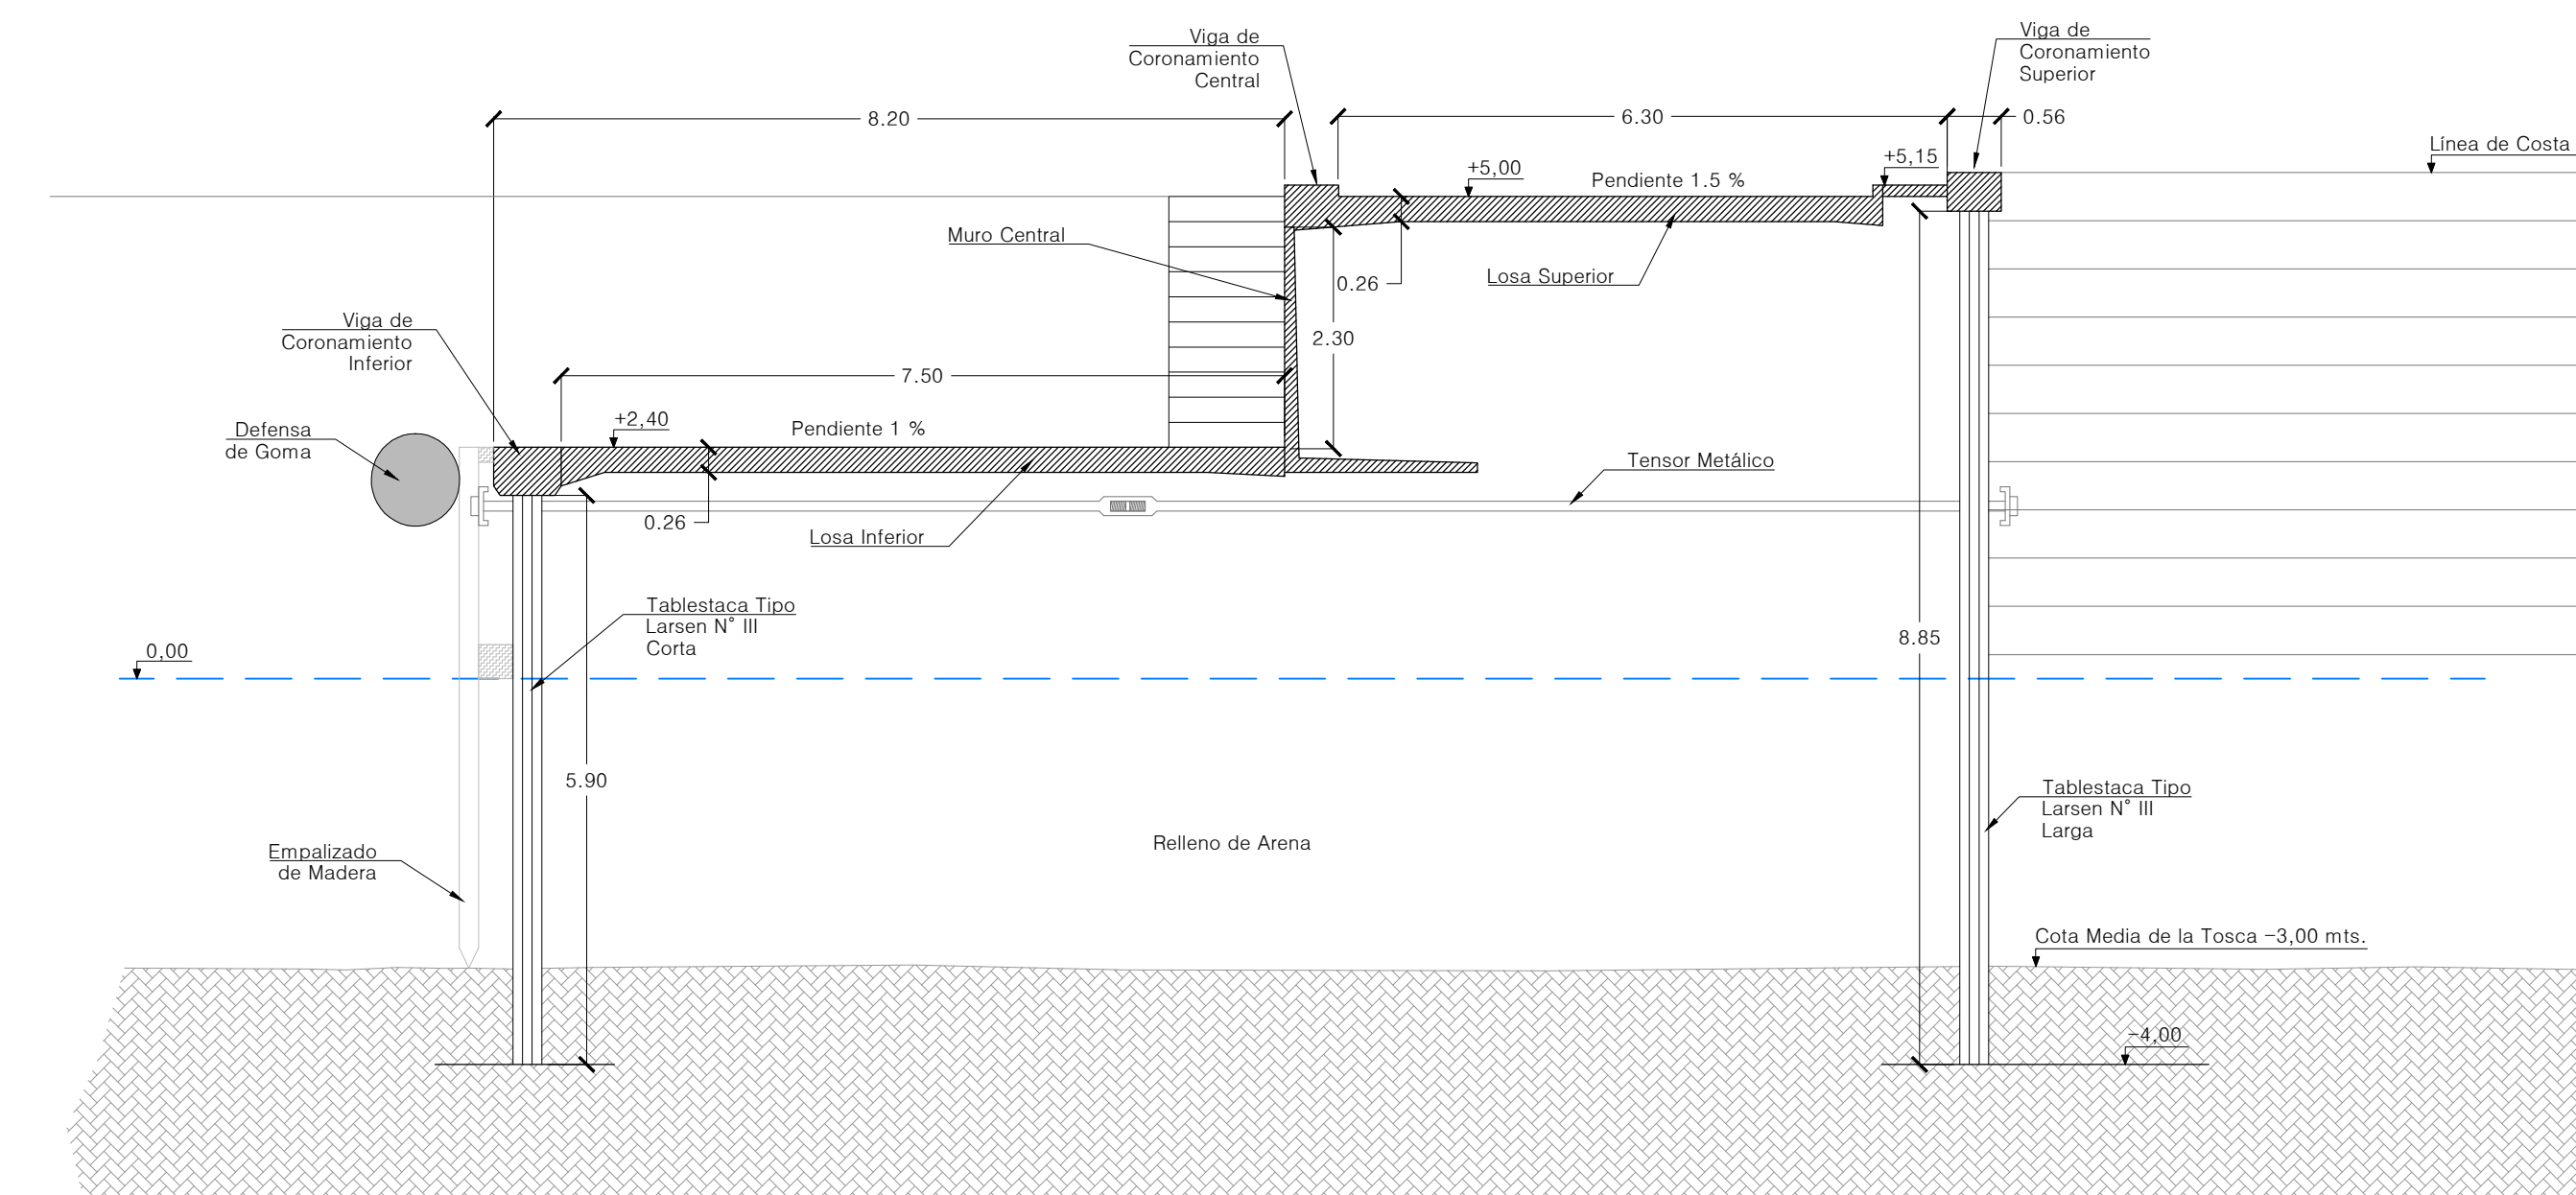 Viga de
Coronamiento
Central
Viga de
Coronamiento
Superior
8.20
6.30
0.56
Línea de Costa
+5,00
Pendiente 1.5 %
+5,15
Muro Central
0.26
Losa Superior
2.30
Viga de
Coronamiento
Inferior
7.50
Defensa
de Goma
+2,40
Pendiente 1 %
Tensor Metálico
0.26
Losa Inferior
Tablestaca Tipo
Larsen N° III
Corta
0,00
8.85
5.90
Tablestaca Tipo
Larsen N° III
Larga
Relleno de Arena
Empalizado
de Madera
Cota Media de la Tosca −3,00 mts.
−4,00